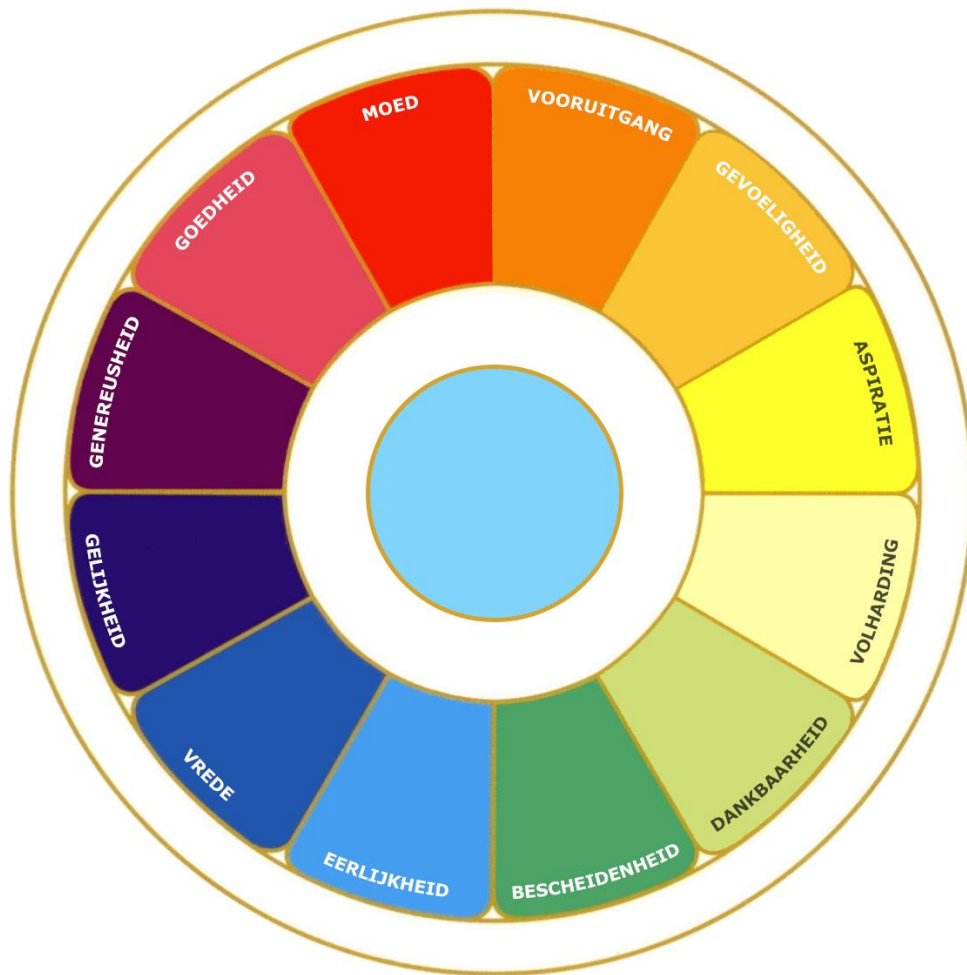 MOED
VOORUITGANG
GEVOELIGHEID
ASPIRATIE
VOLHARDING
DANKBAARHEID
BESCHEIDENHEID
EERLIJKHEID
VREDE
GELIJKHEID
GENEREUSHEID
GOEDHEID